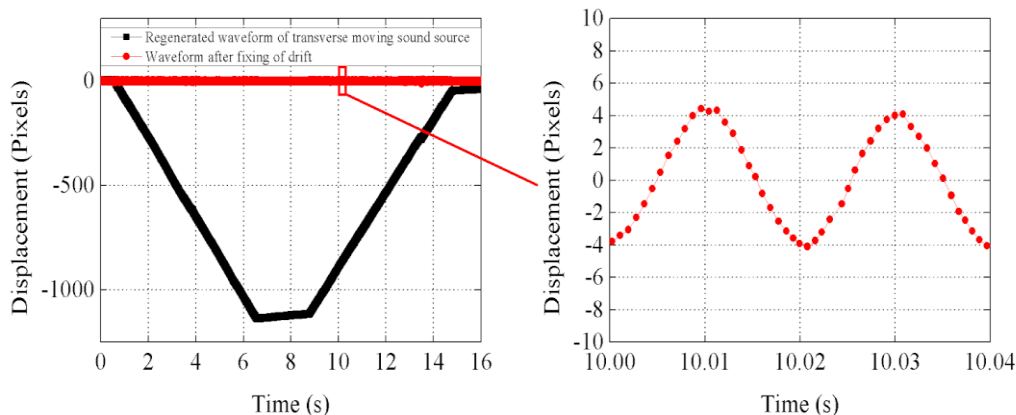 Regenerated waveform of transverse moving sound source
Waveform after fixing of drift
0
-500
-1000
Displacement (Pixels)
0 2 4 6 8 10 12 14 16
Time (s)
10
8
6
4
2
0
-2
-4
-6
-8
-10
Displacement (Pixels)
10.00 10.01 10.02 10.03 10.04
Time (s)